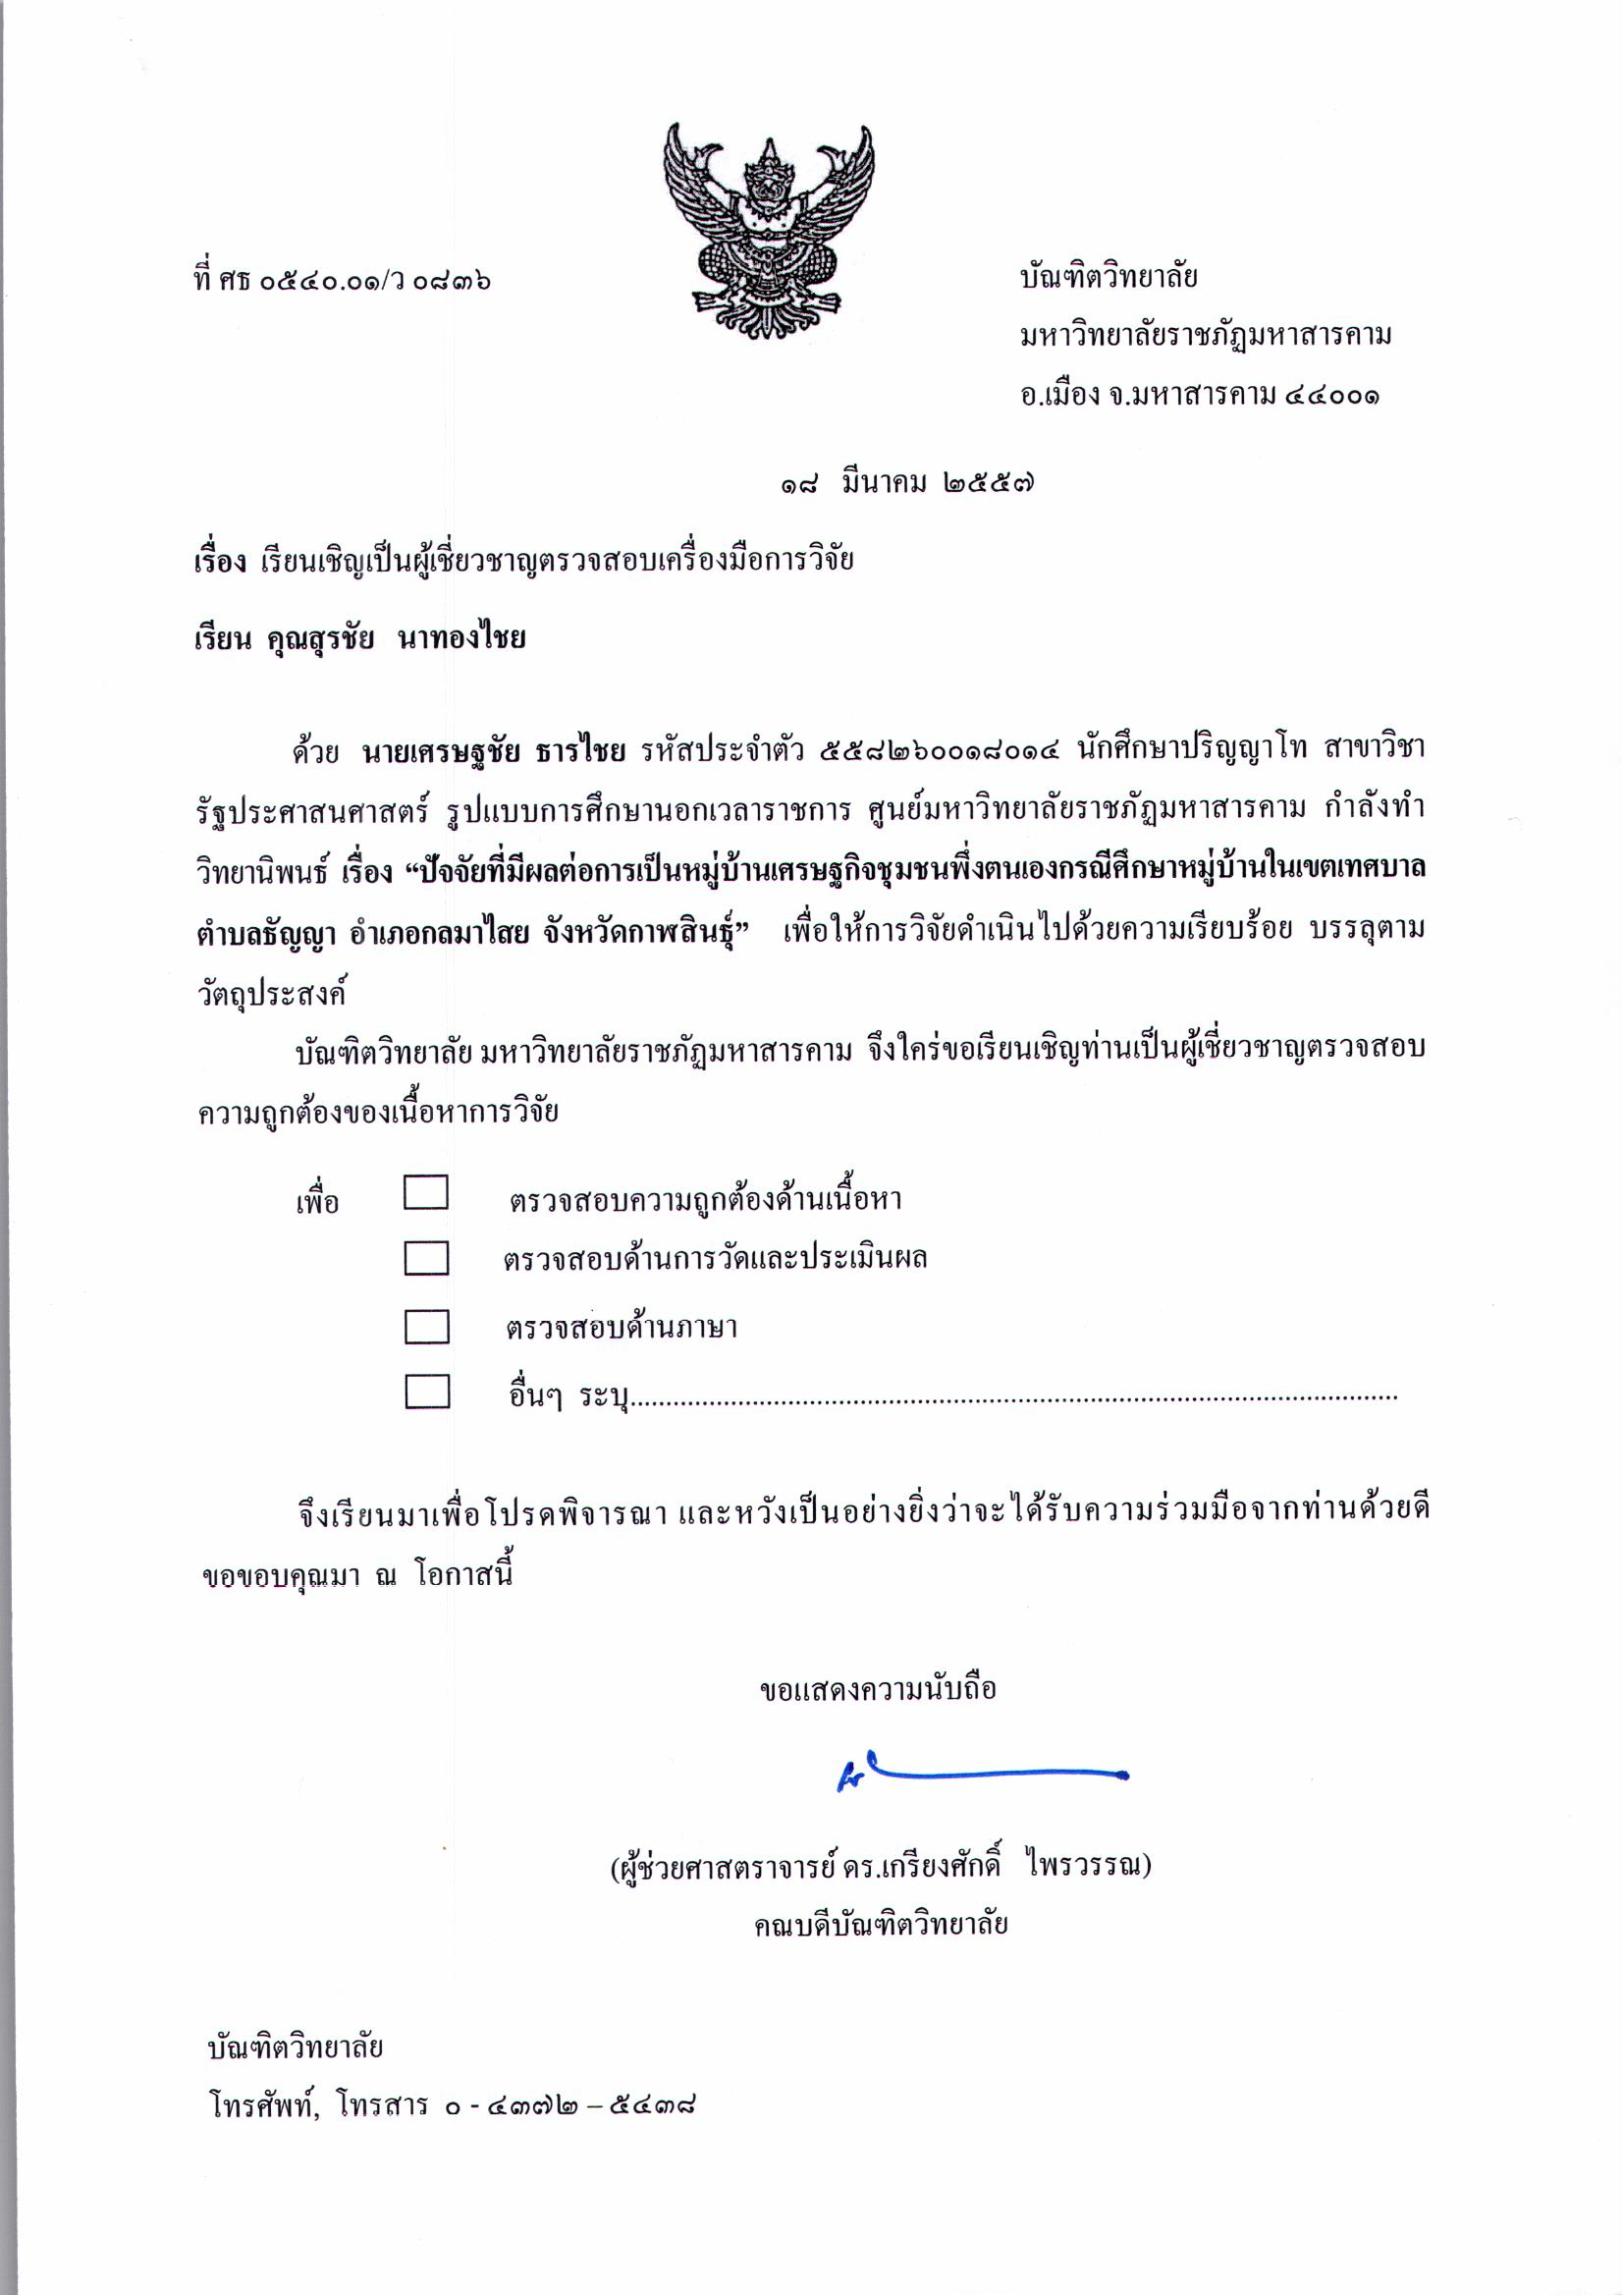 ที่ ศธ ๐๕๔๐.๐๑/ว ๐๘๓๖
บัณฑิตวิทยาลัย
มหาวิทยาลัยราชภัฏมหาสารคาม
อ.เมือง จ.มหาสารคาม ๔๔๐๐๑
๑๘ มีนาคม ๒๕๕๗
เรื่อง เรียนเชิญเป็นผู้เชี่ยวชาญตรวจสอบเครื่องมือการวิจัย
เรียน คุณสุรชัย นาทองไชย
ด้วย นายเศรษฐชัย ธารไชย รหัสประจำตัว ๕๕๘๒๖๐๐๑๘๐๑๔ นักศึกษาปริญญาโท สาขาวิชา
รัฐประศาสนศาสตร์ รูปแบบการศึกษานอกเวลาราชการ ศูนย์มหาวิทยาลัยราชภัฏมหาสารคาม กำลังทำ
วิทยานิพนธ์ เรื่อง “ปัจจัยที่มีผลต่อการเป็นหมู่บ้านเศรษฐกิจชุมชนพึ่งตนเองกรณีศึกษาหมู่บ้านในเขตเทศบาล
ตำบลธัญญา อำเภอกลมาไสย จังหวัดกาฬสินธุ์” เพื่อให้การวิจัยดำเนินไปด้วยความเรียบร้อย บรรลุตาม
วัตถุประสงค์
บัณฑิตวิทยาลัย มหาวิทยาลัยราชภัฏมหาสารคาม จึงใคร่ขอเรียนเชิญท่านเป็นผู้เชี่ยวชาญตรวจสอบ
ความถูกต้องของเนื้อหาการวิจัย
เพื่อ ตรวจสอบความถูกต้องด้านเนื้อหา
ตรวจสอบด้านการวัดและประเมินผล
ตรวจสอบด้านภาษา
อื่นๆ ระบุ..........................................................................................................
จึงเรียนมาเพื่อโปรดพิจารณา และหวังเป็นอย่างยิ่งว่าจะได้รับความร่วมมือจากท่านด้วยดี
ขอขอบคุณมา ณ โอกาสนี้
ขอแสดงความนับถือ
(ผู้ช่วยศาสตราจารย์ ดร.เกรียงศักดิ์ ไพรวรรณ)
คณบดีบัณฑิตวิทยาลัย
บัณฑิตวิทยาลัย
โทรศัพท์, โทรสาร ๐ - ๔๓๗๒ – ๕๔๓๘